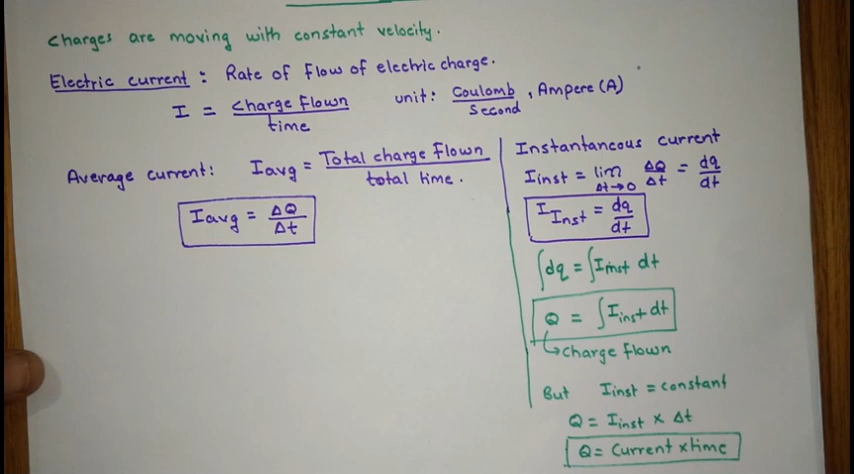 Charges are moving with constant velocity.
Electric current : Rate of flow of electric charge.
I = Charge flown / time    unit: Coulomb / Second , Ampere (A)
Average current: Iavg = Total charge flown / total time.
Iavg = ΔQ / Δt
Instantaneous current
Iinst = lim Δt→0 ΔQ / Δt = dq / dt
IInst = dq / dt
∫dq = ∫Iinst dt
Q = ∫Iinst dt
↳ charge flown
But Iinst = constant
Q = Iinst × Δt
Q = Current × time